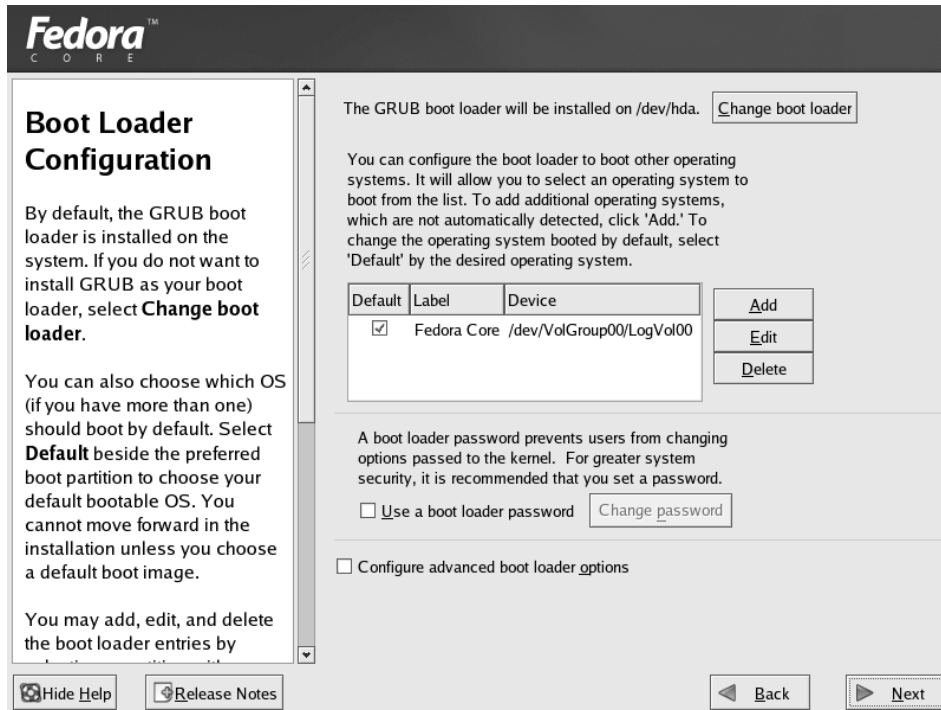 Fedora™
CORE
Boot Loader
Configuration
By default, the GRUB boot
loader is installed on the
system. If you do not want to
install GRUB as your boot
loader, select Change boot
loader.
You can also choose which OS
(if you have more than one)
should boot by default. Select
Default beside the preferred
boot partition to choose your
default bootable OS. You
cannot move forward in the
installation unless you choose
a default boot image.
You may add, edit, and delete
the boot loader entries by
The GRUB boot loader will be installed on /dev/hda. Change boot loader
You can configure the boot loader to boot other operating
systems. It will allow you to select an operating system to
boot from the list. To add additional operating systems,
which are not automatically detected, click 'Add.' To
change the operating system booted by default, select
'Default' by the desired operating system.
Default Label Device
Fedora Core /dev/VolGroup00/LogVol00
Add
Edit
Delete
A boot loader password prevents users from changing
options passed to the kernel. For greater system
security, it is recommended that you set a password.
Use a boot loader password Change password
Configure advanced boot loader options
Hide Help Release Notes Back Next